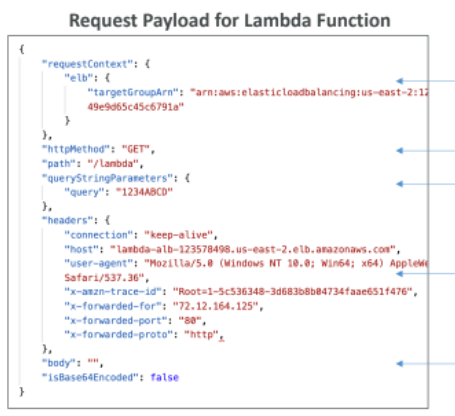 Request Payload for Lambda Function
{
"requestContext": {
"elb": {
"targetGroupArn": "arn:aws:elasticloadbalancing:us-east-2:12
49e9d65c45c6791a"
}
},
"httpMethod": "GET",
"path": "/lambda",
"queryStringParameters": {
"query": "1234ABCD"
},
"headers": {
"connection": "keep-alive",
"host": "lambda-alb-123578498.us-east-2.elb.amazonaws.com",
"user-agent": "Mozilla/5.0 (Windows NT 10.0; Win64; x64) AppleWe
Safari/537.36",
"x-amzn-trace-id": "Root=1-5c536348-3d683b8b04734faae651f476",
"x-forwarded-for": "72.12.164.125",
"x-forwarded-port": "80",
"x-forwarded-proto": "http",
},
"body": "",
"isBase64Encoded": false
}